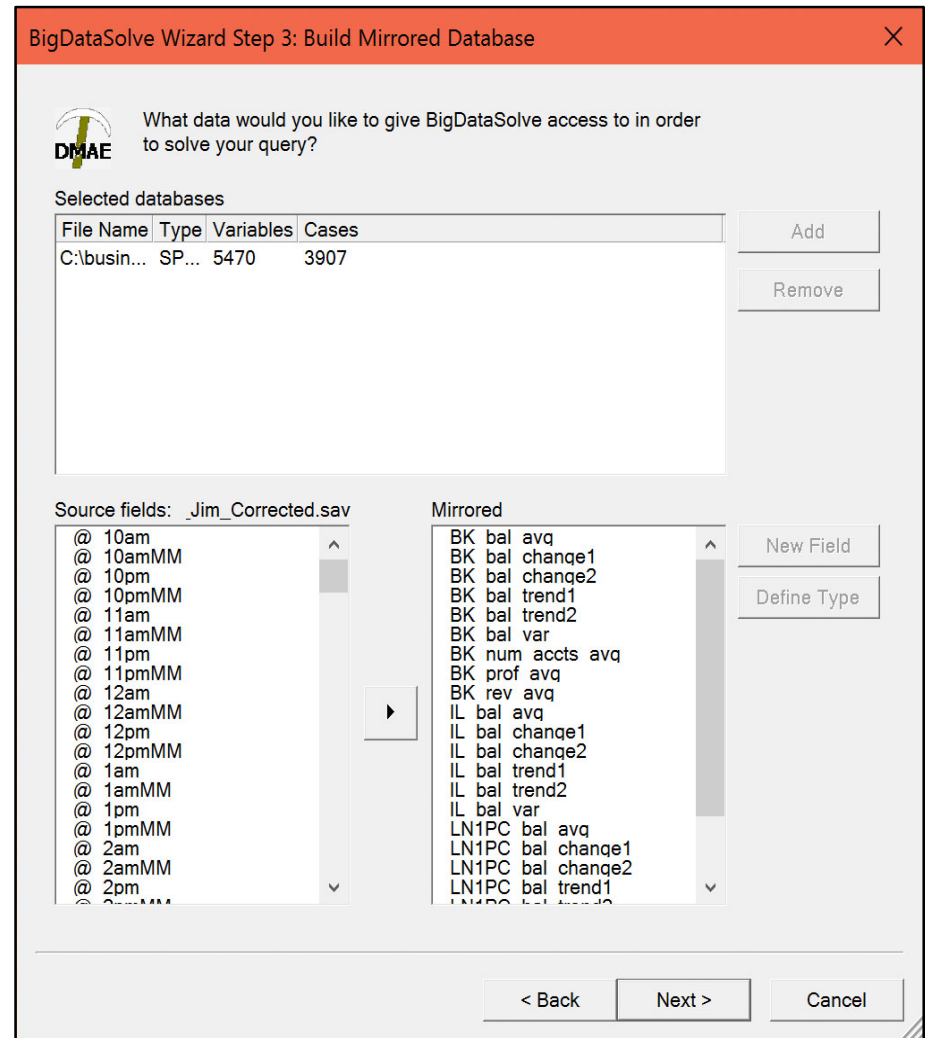 BigDataSolve Wizard Step 3: Build Mirrored Database
What data would you like to give BigDataSolve access to in order
to solve your query?
DMAE
Selected databases
File Name Type Variables Cases
C:\busin... SP... 5470 3907
Add
Remove
Source fields: _Jim_Corrected.sav
@ 10am
@ 10amMM
@ 10pm
@ 10pmMM
@ 11am
@ 11amMM
@ 11pm
@ 11pmMM
@ 12am
@ 12amMM
@ 12pm
@ 12pmMM
@ 1am
@ 1amMM
@ 1pm
@ 1pmMM
@ 2am
@ 2amMM
@ 2pm
@ 2pmMM
Mirrored
BK bal avg
BK bal change1
BK bal change2
BK bal trend1
BK bal trend2
BK bal var
BK num accts avg
BK prof avg
BK rev avg
IL bal avg
IL bal change1
IL bal change2
IL bal trend1
IL bal trend2
IL bal var
LN1PC bal avg
LN1PC bal change1
LN1PC bal change2
LN1PC bal trend1
LN1PC bal trend2
New Field
Define Type
< Back
Next >
Cancel